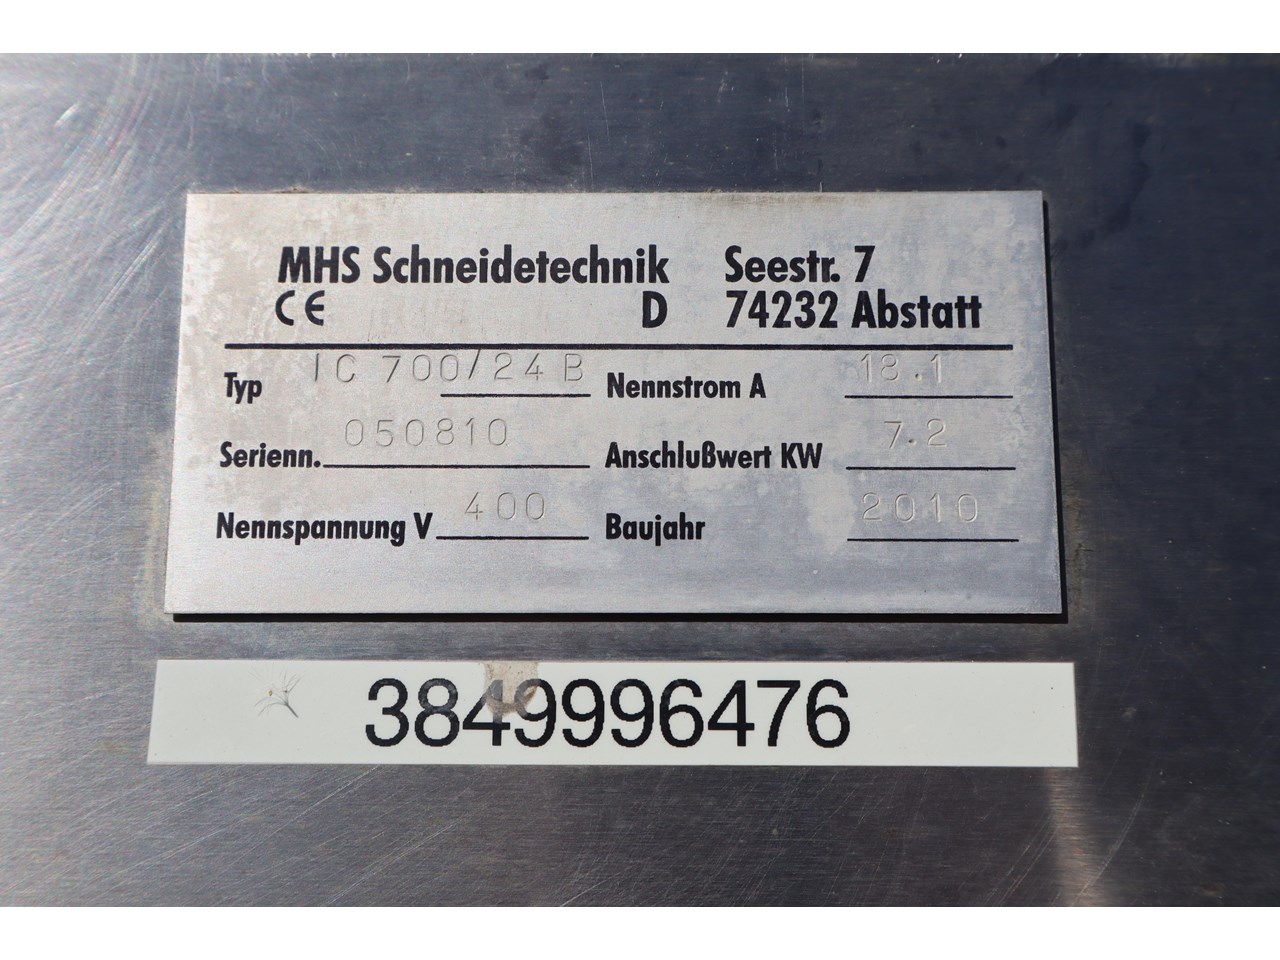 MHS Schneidetechnik Seestr. 7
CE D 74232 Abstatt
Typ IC 700/24 B Nennstrom A 18.1
Serienn. 050810 Anschlußwert KW 7.2
Nennspannung V 400 Baujahr 2010
3849996476